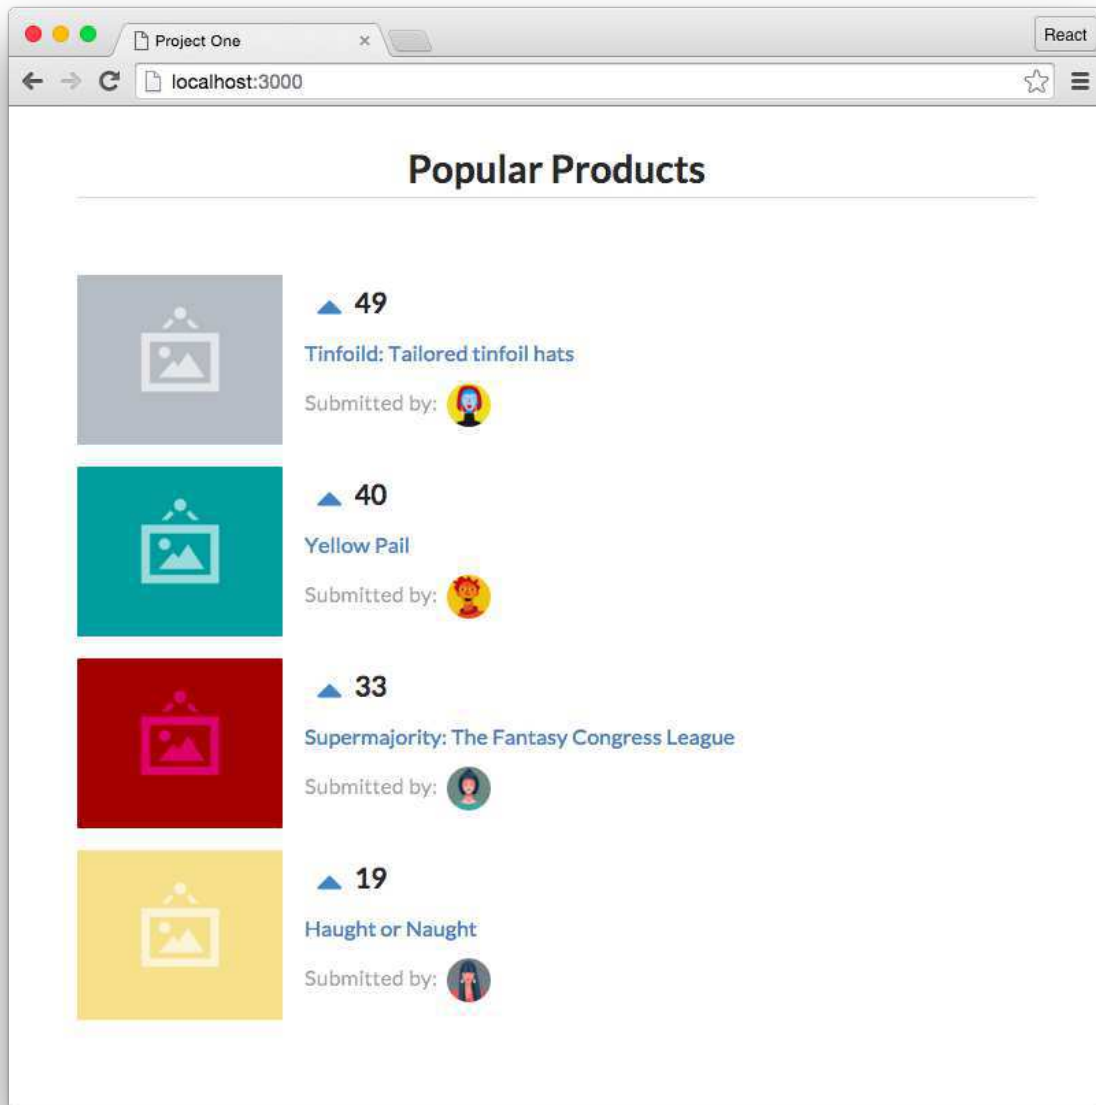 Project One
React
localhost:3000
Popular Products
49
Tinfoild: Tailored tinfoil hats
Submitted by:
40
Yellow Pail
Submitted by:
33
Supermajority: The Fantasy Congress League
Submitted by:
19
Haught or Naught
Submitted by: